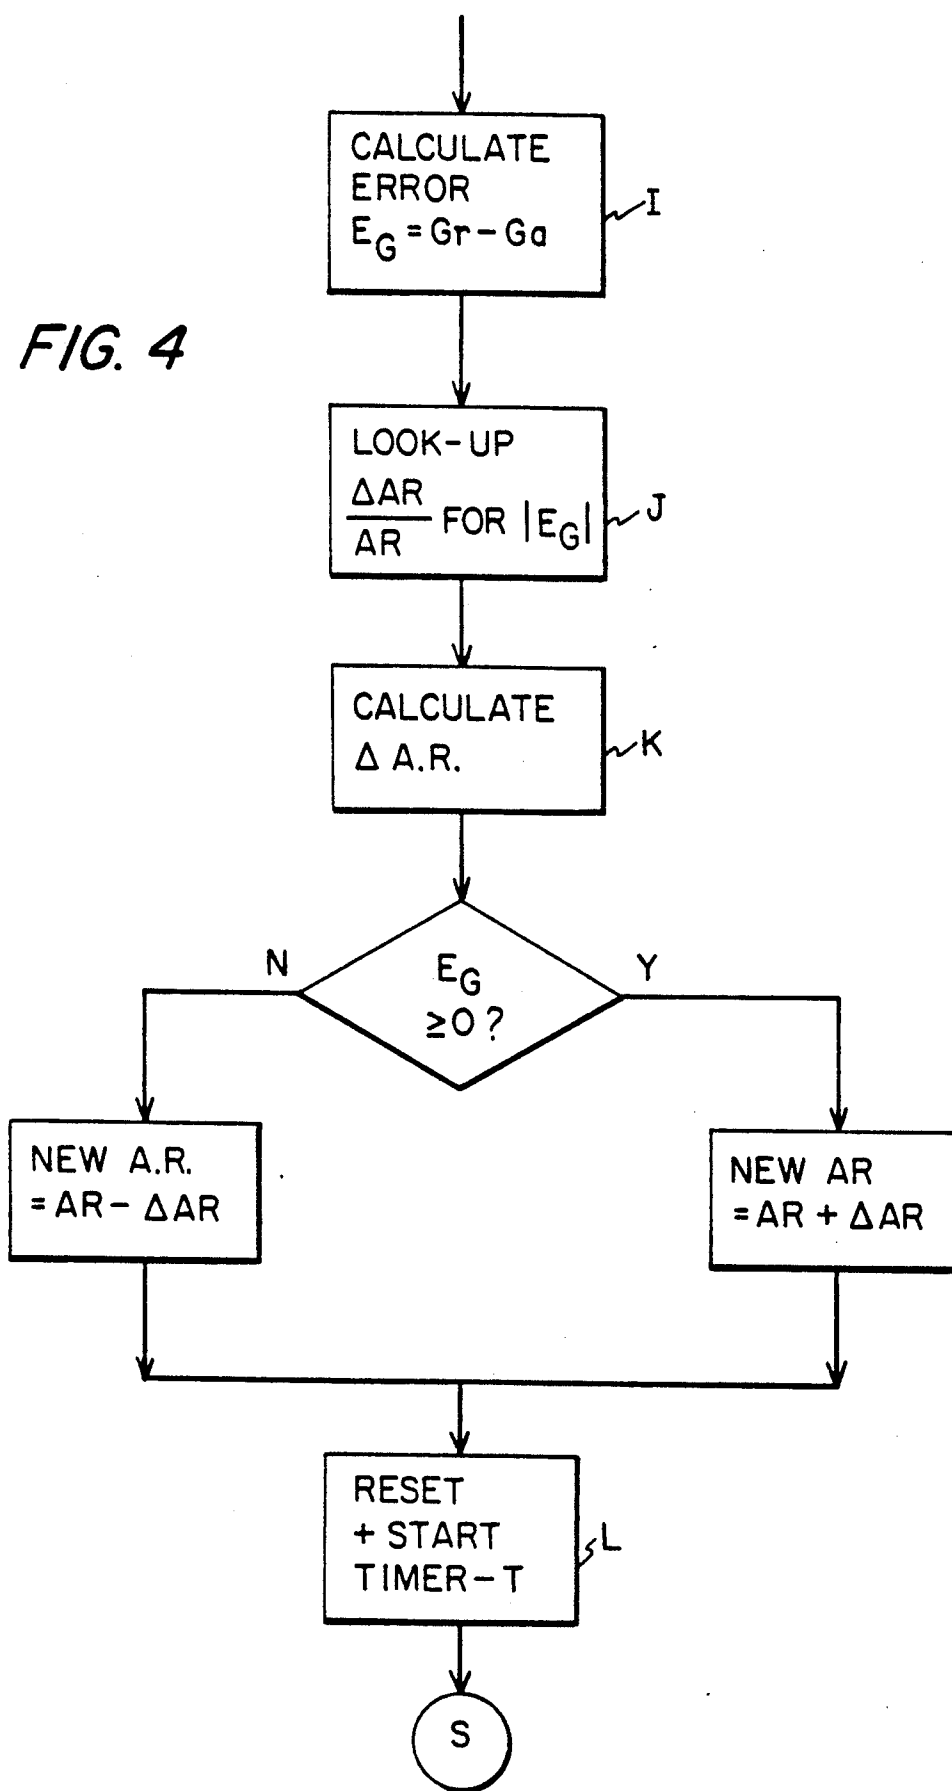 CALCULATE
ERROR
E_G = Gr - Ga
I
FIG. 4
LOOK-UP
ΔAR
/AR FOR |E_G|
J
CALCULATE
Δ A.R.
K
N
E_G
≥0?
Y
NEW A.R.
= AR - ΔAR
NEW AR
= AR + ΔAR
RESET
+ START
TIMER-T
L
S